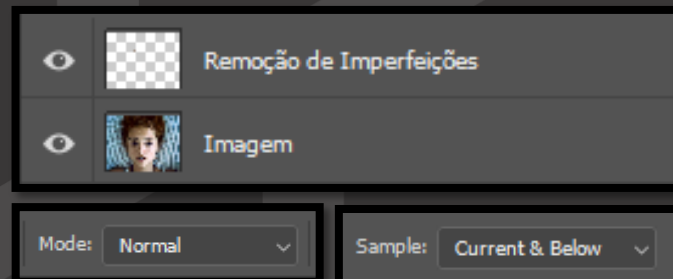 Remoção de Imperfeições
Imagem
Mode: Normal
Sample: Current & Below